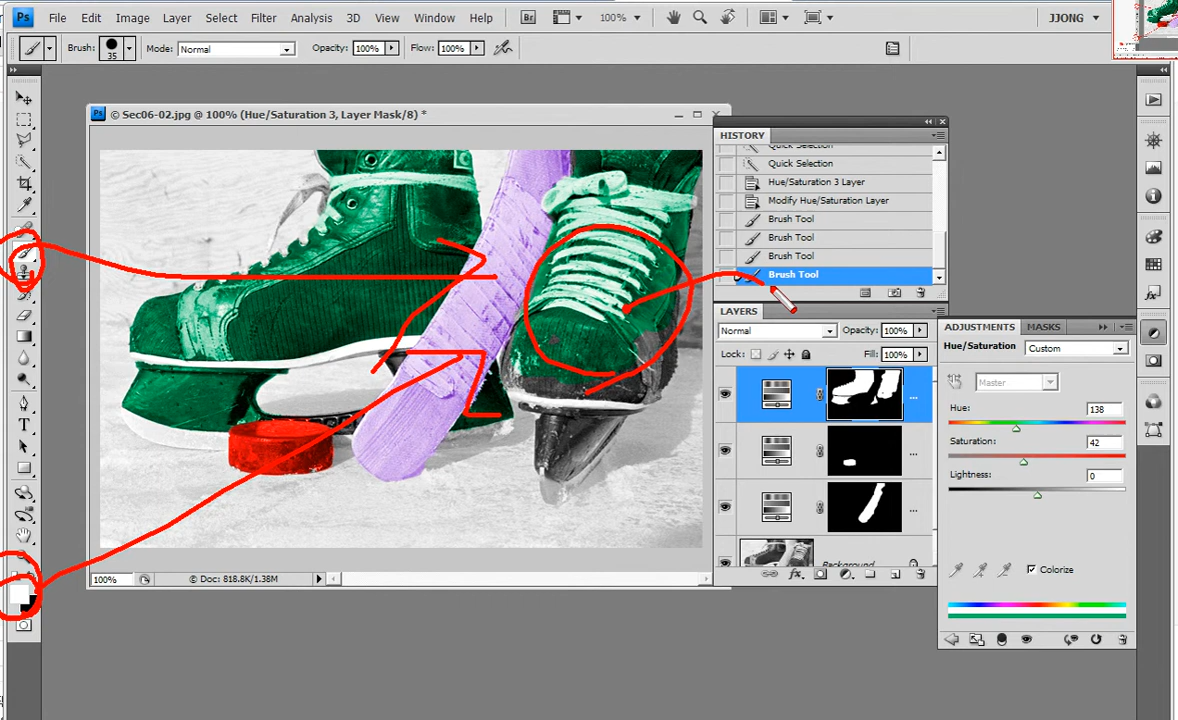 Ps File Edit Image Layer Select Filter Analysis 3D View Window Help Br 100% JJONG
Brush: 35 Mode: Normal Opacity: 100% Flow: 100%
Ps © Sec06-02.jpg @ 100% (Hue/Saturation 3, Layer Mask/8) *
HISTORY
Quick Selection
Quick Selection
Hue/Saturation 3 Layer
Modify Hue/Saturation Layer
Brush Tool
Brush Tool
Brush Tool
Brush Tool
LAYERS
Normal Opacity: 100%
Lock: Fill: 100%
...
...
...
Background
fx
ADJUSTMENTS MASKS
Hue/Saturation Custom
Master
Hue: 138
Saturation: 42
Lightness: 0
Colorize
100% © Doc: 818.8K/1.38M
T